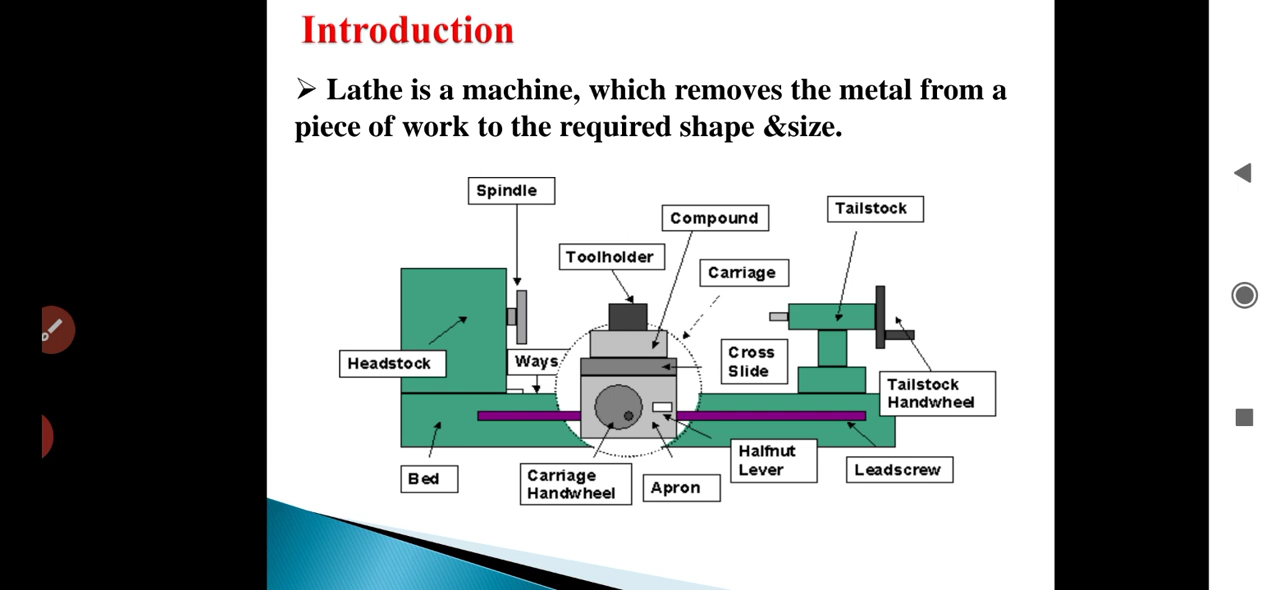 Introduction
➢ Lathe is a machine, which removes the metal from a
piece of work to the required shape &size.
Spindle
Compound
Tailstock
Toolholder
Carriage
Headstock
Ways
Cross
Slide
Tailstock
Handwheel
Bed
Carriage
Handwheel
Apron
Halfnut
Lever
Leadscrew